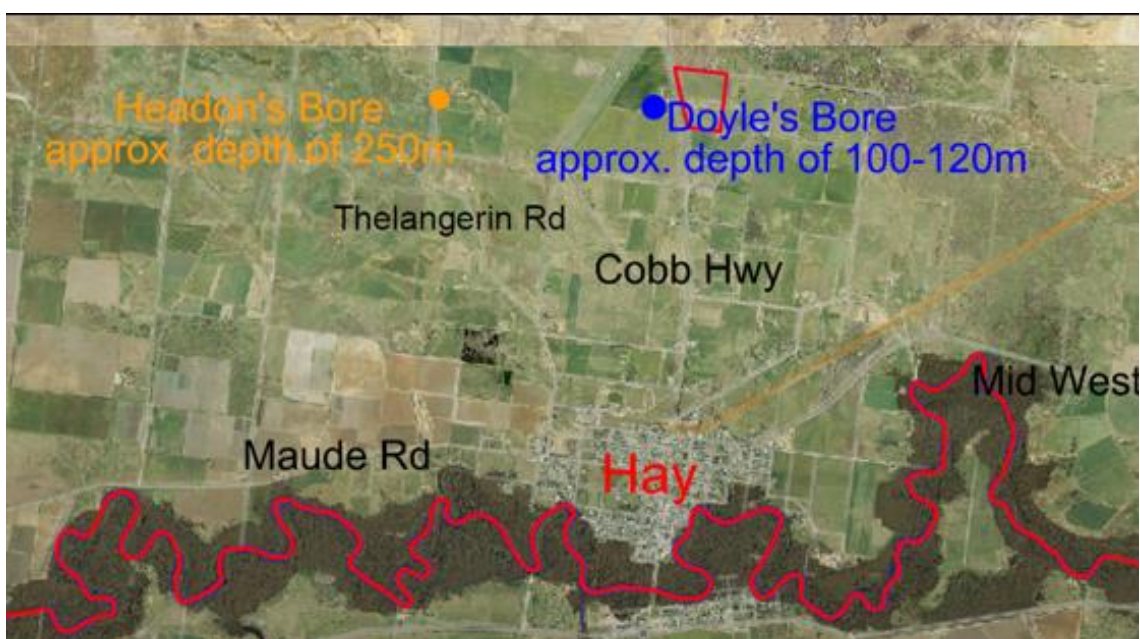 Headon's Bore
approx. depth of 250m
Doyle's Bore
approx. depth of 100-120m
Thelangerin Rd
Cobb Hwy
Mid West
Maude Rd
Hay